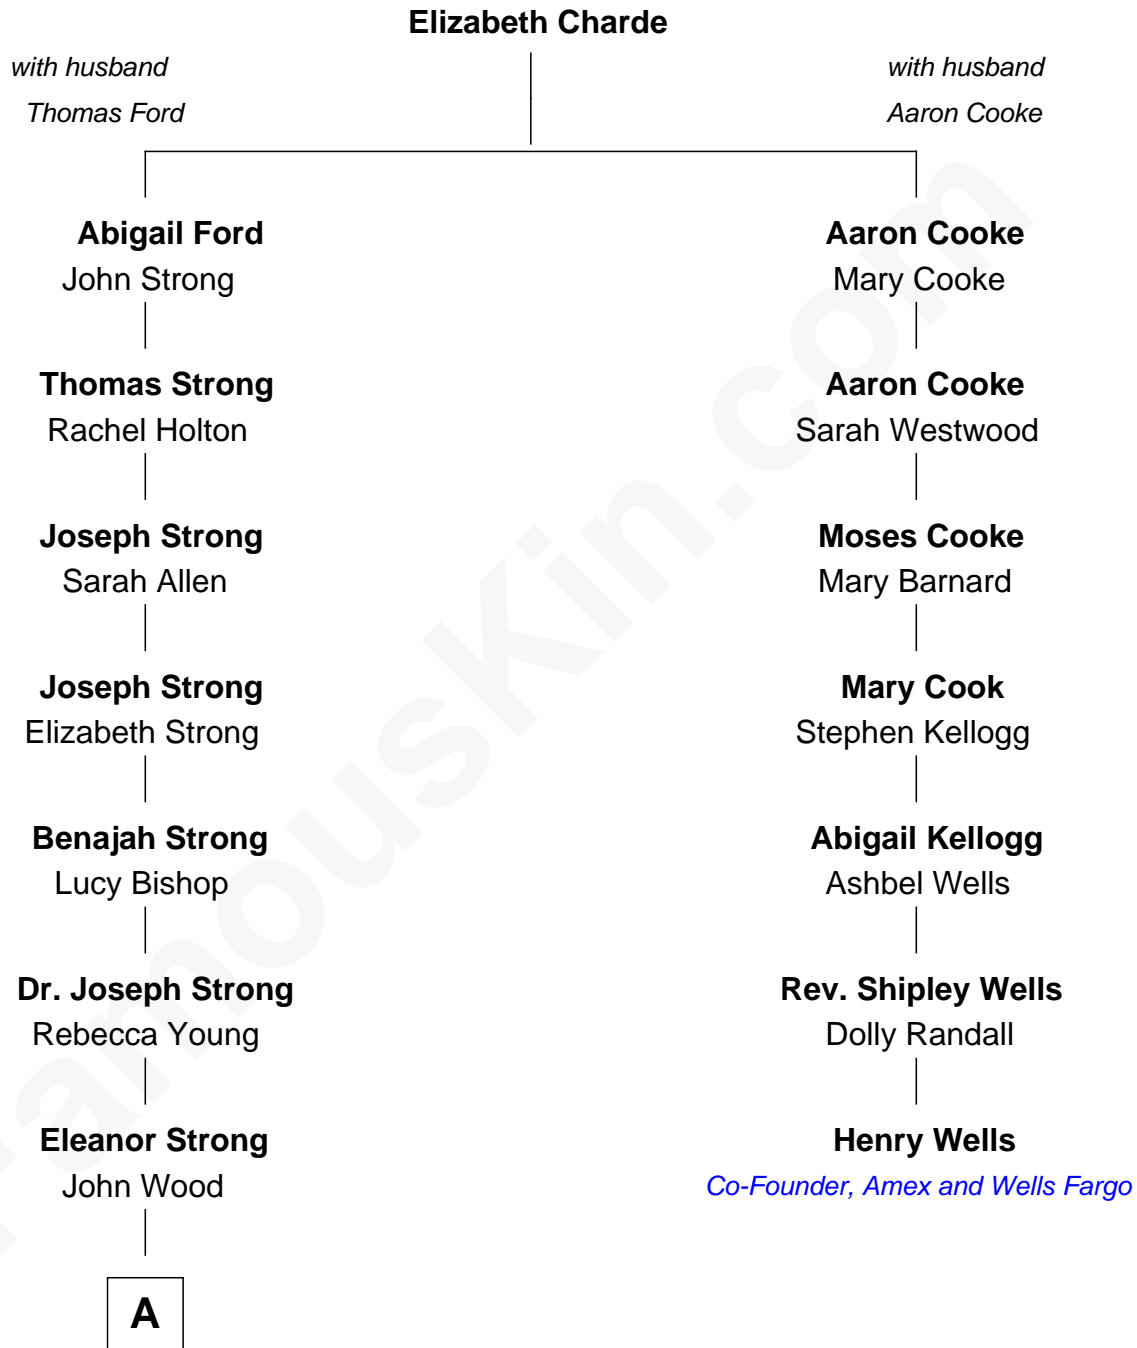 Elizabeth Charde
with husband
Thomas Ford
with husband
Aaron Cooke
Abigail Ford
John Strong
Aaron Cooke
Mary Cooke
Thomas Strong
Rachel Holton
Aaron Cooke
Sarah Westwood
Joseph Strong
Sarah Allen
Moses Cooke
Mary Barnard
Joseph Strong
Elizabeth Strong
Mary Cook
Stephen Kellogg
Benajah Strong
Lucy Bishop
Abigail Kellogg
Ashbel Wells
Dr. Joseph Strong
Rebecca Young
Rev. Shipley Wells
Dolly Randall
Eleanor Strong
John Wood
Henry Wells
Co-Founder, Amex and Wells Fargo
A
FamousKin.com